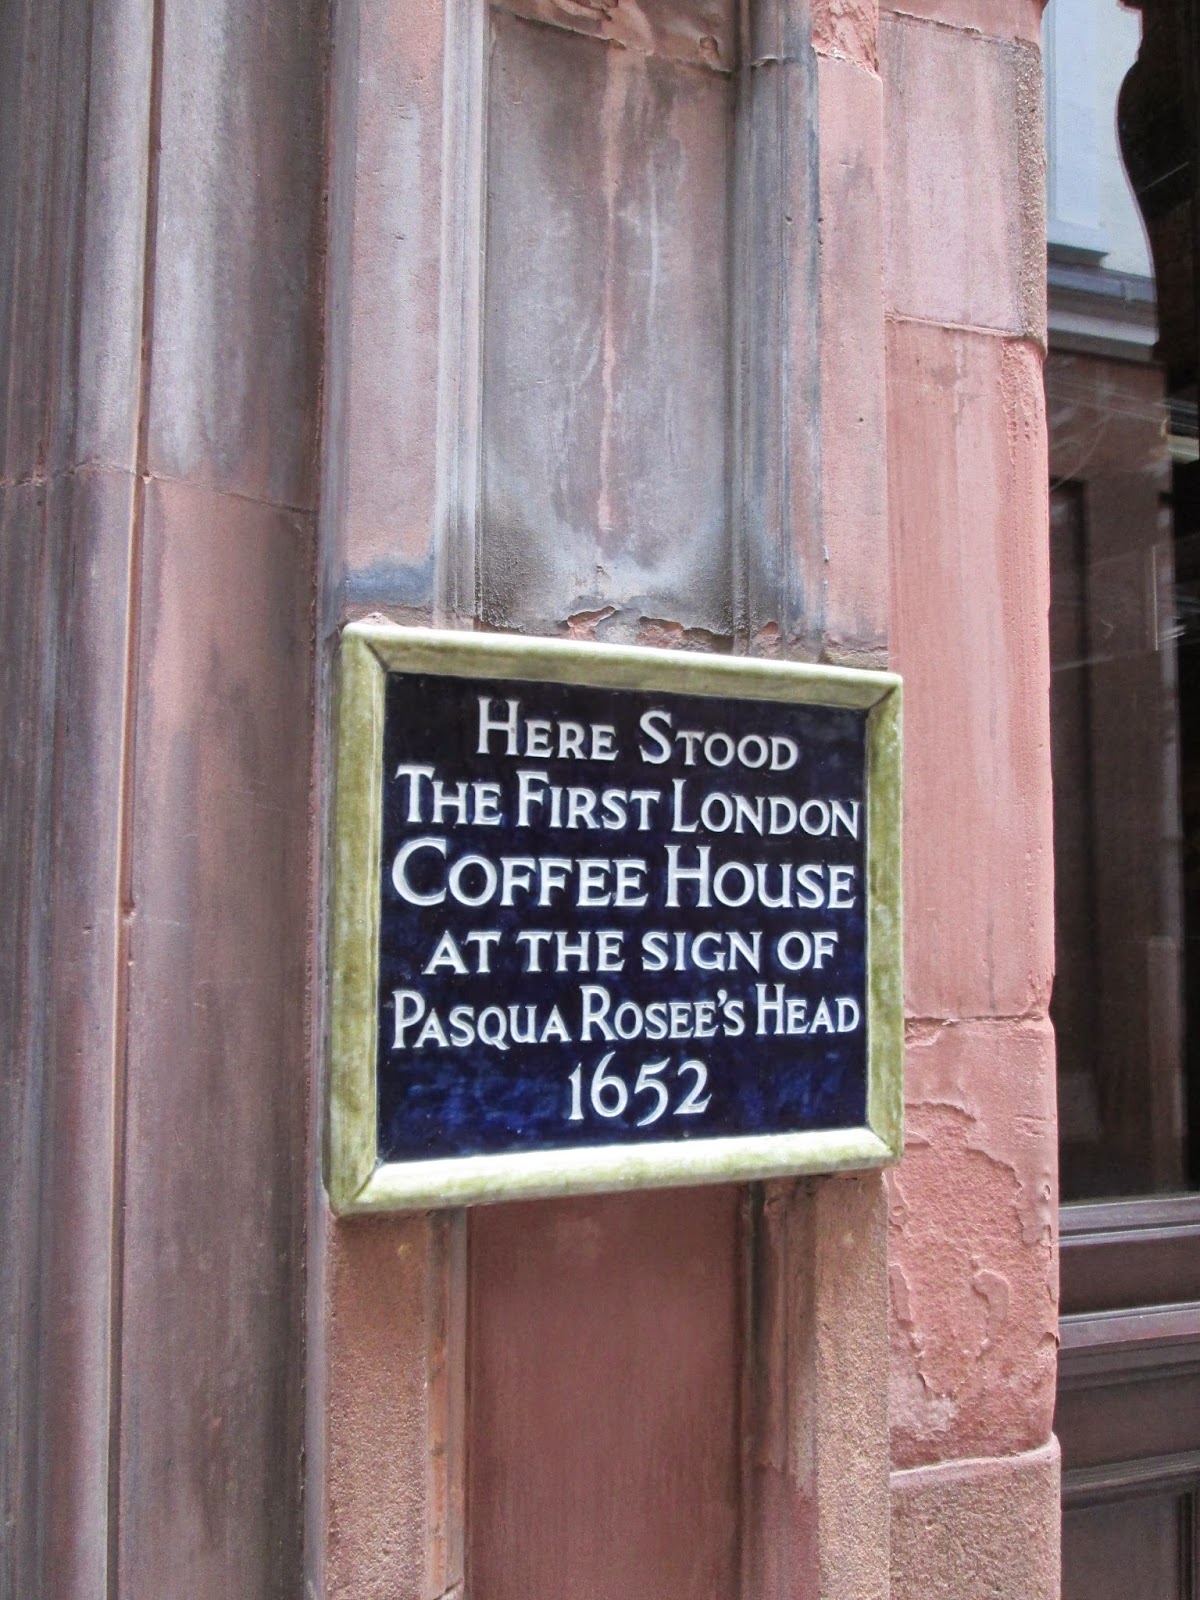 HERE STOOD
THE FIRST LONDON
COFFEE HOUSE
AT THE SIGN OF
PASQUA ROSEE'S HEAD
1652